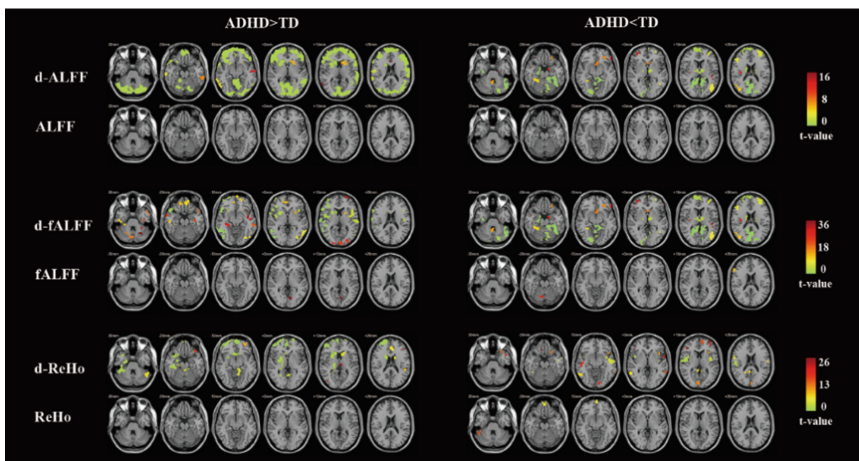 ADHD>TD ADHD<TD
d-ALFF
16
8
0
t-value
ALFF
d-fALFF
36
18
0
t-value
fALFF
d-ReHo
26
13
0
t-value
ReHo